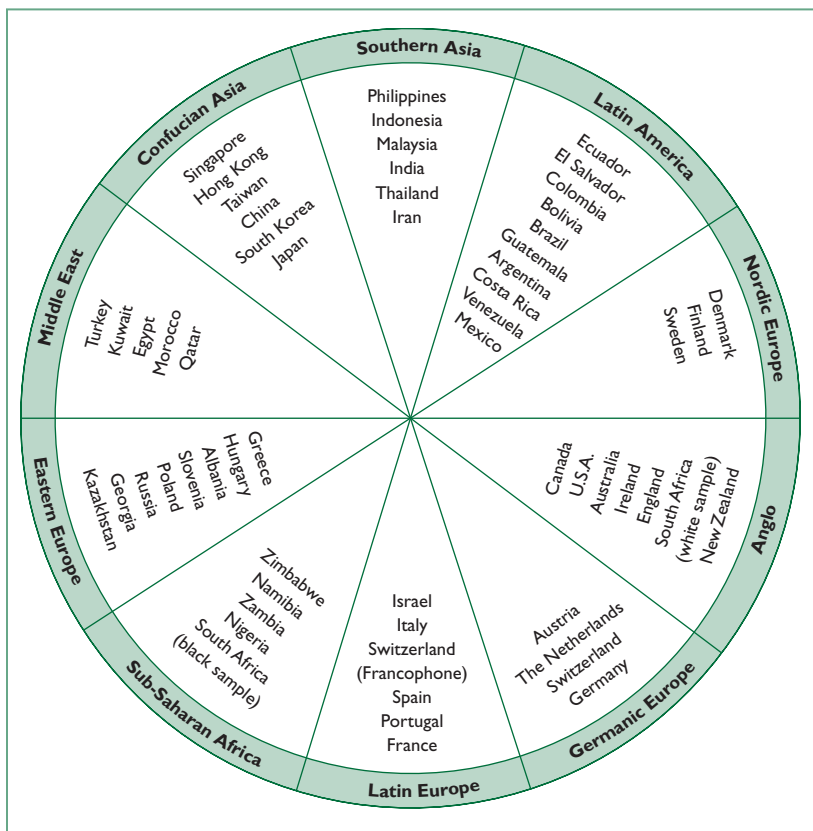 Southern Asia
Philippines
Indonesia
Malaysia
India
Thailand
Iran
Latin America
Ecuador
El Salvador
Colombia
Bolivia
Brazil
Guatemala
Argentina
Costa Rica
Venezuela
Mexico
Nordic Europe
Denmark
Finland
Sweden
Anglo
Canada
U.S.A.
Australia
Ireland
England
South Africa
(white sample)
New Zealand
Germanic Europe
Austria
The Netherlands
Switzerland
Germany
Latin Europe
Israel
Italy
Switzerland
(Francophone)
Spain
Portugal
France
Sub-Saharan Africa
Zimbabwe
Namibia
Zambia
Nigeria
South Africa
(black sample)
Eastern Europe
Greece
Hungary
Albania
Slovenia
Poland
Russia
Georgia
Kazakhstan
Middle East
Turkey
Kuwait
Egypt
Morocco
Qatar
Confucian Asia
Singapore
Hong Kong
Taiwan
China
South Korea
Japan